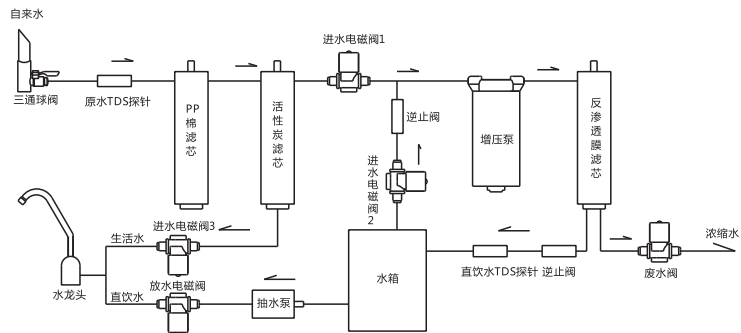 自来水
三通球阀
原水TDS探针
PP
棉
滤
芯
活
性
炭
滤
芯
进水电磁阀1
逆止阀
进
水
电
磁
阀
2
增压泵
反
渗
透
膜
滤
芯
浓缩水
废水阀
生活水
进水电磁阀3
放水电磁阀
直饮水
水龙头
抽水泵
水箱
直饮水TDS探针
逆止阀